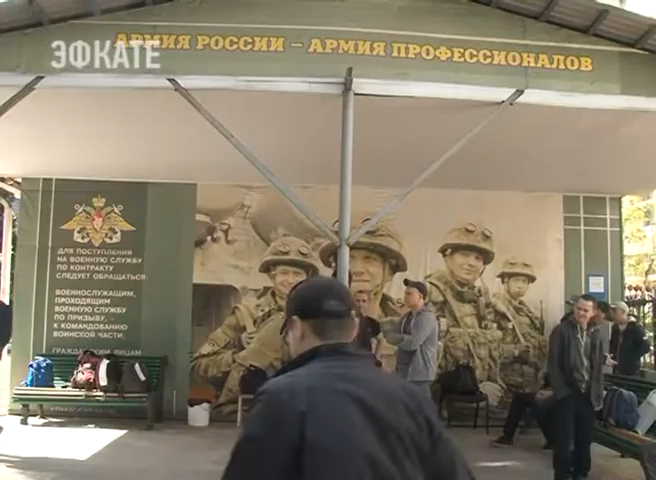 АРМИЯ РОССИИ – АРМИЯ ПРОФЕССИОНАЛОВ
ЭФКАТЕ
ДЛЯ ПОСТУПЛЕНИЯ
НА ВОЕННУЮ СЛУЖБУ
ПО КОНТРАКТУ
СЛЕДУЕТ ОБРАЩАТЬСЯ:
ВОЕННОСЛУЖАЩИМ,
ПРОХОДЯЩИМ
ВОЕННУЮ СЛУЖБУ
ПО ПРИЗЫВУ, -
К КОМАНДОВАНИЮ
ВОИНСКОЙ ЧАСТИ;
ГРАЖДАНСКИМ ЛИЦАМ